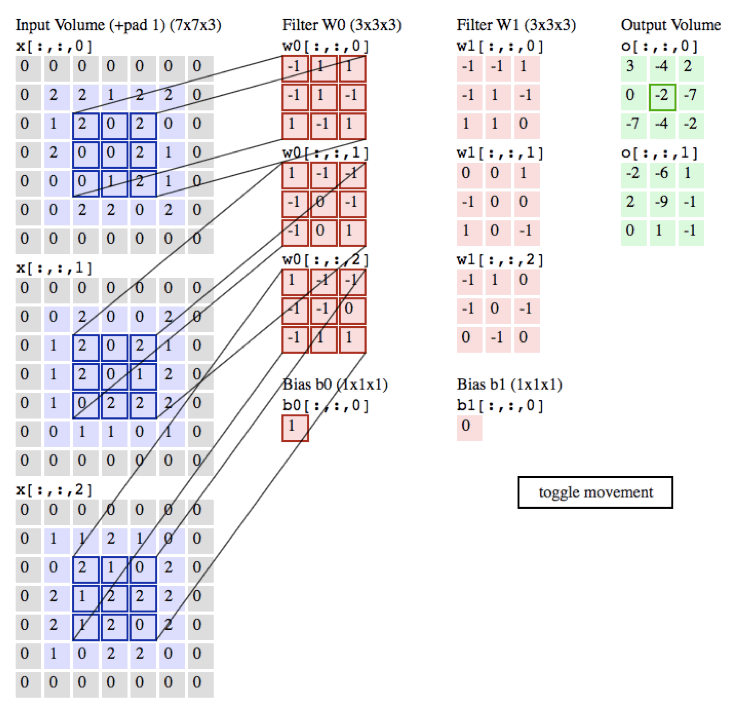 Input Volume (+pad 1) (7x7x3)
x[:,:,0]
0 0 0 0 0 0 0
0 2 2 1 2 2 0
0 1 2 0 2 0 0
0 2 0 0 2 1 0
0 0 0 1 2 1 0
0 0 2 2 0 2 0
0 0 0 0 0 0 0
x[:,:,1]
0 0 0 0 0 0 0
0 0 2 0 0 2 0
0 1 2 0 2 1 0
0 1 2 0 1 2 0
0 1 0 2 2 2 0
0 0 1 1 0 1 0
0 0 0 0 0 0 0
x[:,:,2]
0 0 0 0 0 0 0
0 1 1 2 1 0 0
0 0 2 1 0 2 0
0 2 1 2 2 2 0
0 2 1 2 0 2 0
0 1 0 2 2 0 0
0 0 0 0 0 0 0
Filter W0 (3x3x3)
w0[:,:,0]
-1 1 1
-1 1 -1
1 -1 1
w0[:,:,1]
1 -1 -1
-1 0 -1
-1 0 1
w0[:,:,2]
1 -1 -1
-1 -1 0
-1 1 1
Bias b0 (1x1x1)
b0[:,:,0]
1
Filter W1 (3x3x3)
w1[:,:,0]
-1 -1 1
-1 1 -1
1 1 0
w1[:,:,1]
0 0 1
-1 0 0
1 0 -1
w1[:,:,2]
-1 1 0
-1 0 -1
0 -1 0
Bias b1 (1x1x1)
b1[:,:,0]
0
Output Volume
o[:,:,0]
3 -4 2
0 -2 -7
-7 -4 -2
o[:,:,1]
-2 -6 1
2 -9 -1
0 1 -1
toggle movement